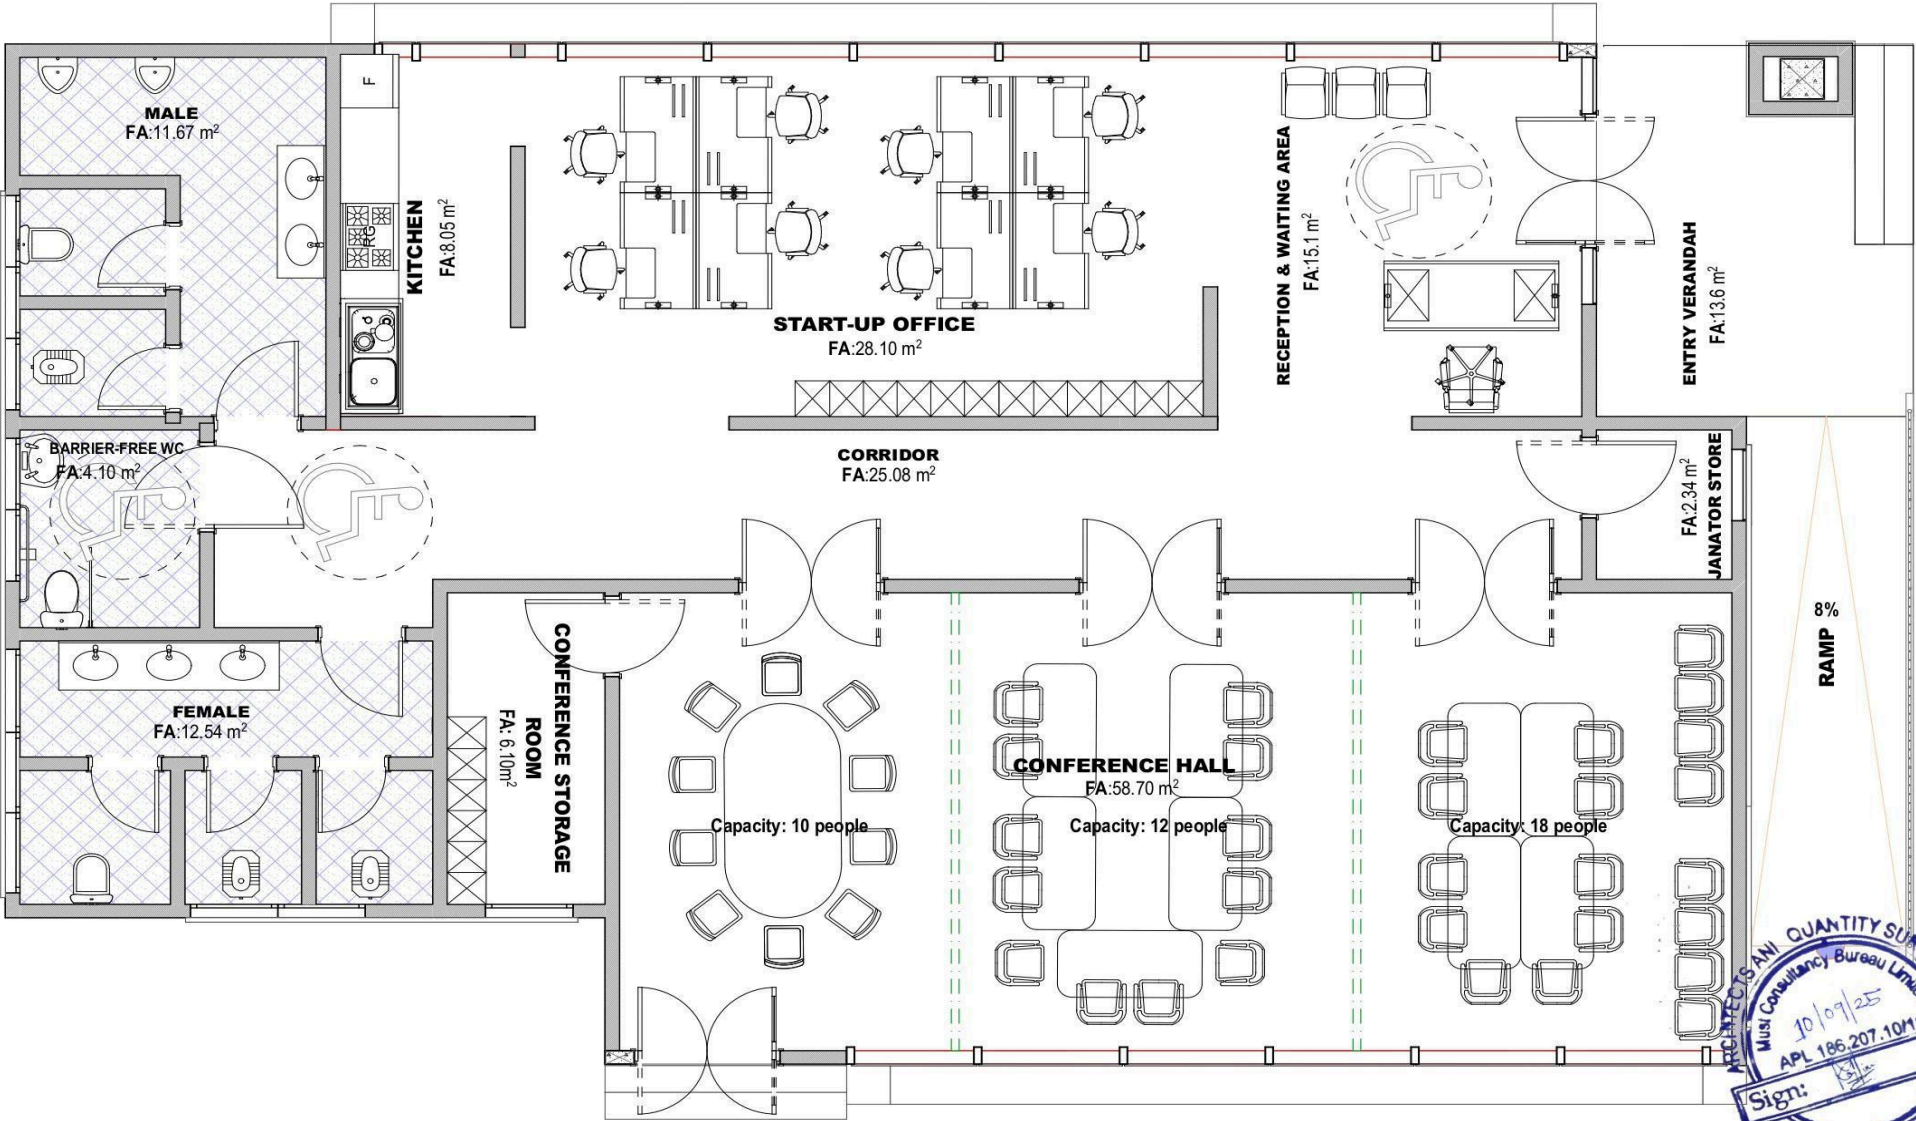 MALE
FA:11.67 m²
F
RG
KITCHEN
FA:8.05 m²
START-UP OFFICE
FA:28.10 m²
RECEPTION & WAITING AREA
FA:15.1 m²
ENTRY VERANDAH
FA:13.6 m²
BARRIER-FREE WC
FA:4.10 m²
CORRIDOR
FA:25.08 m²
FA:2.34 m²
JANATOR STORE
8%
RAMP
FEMALE
FA:12.54 m²
CONFERENCE STORAGE
ROOM
FA: 6.10m²
CONFERENCE HALL
FA:58.70 m²
Capacity: 10 people
Capacity: 12 people
Capacity: 18 people
ARCHITECTS AN QUANTITY
Consultancy Bureau
10/09/25
APL 186.207.10/
Sign: